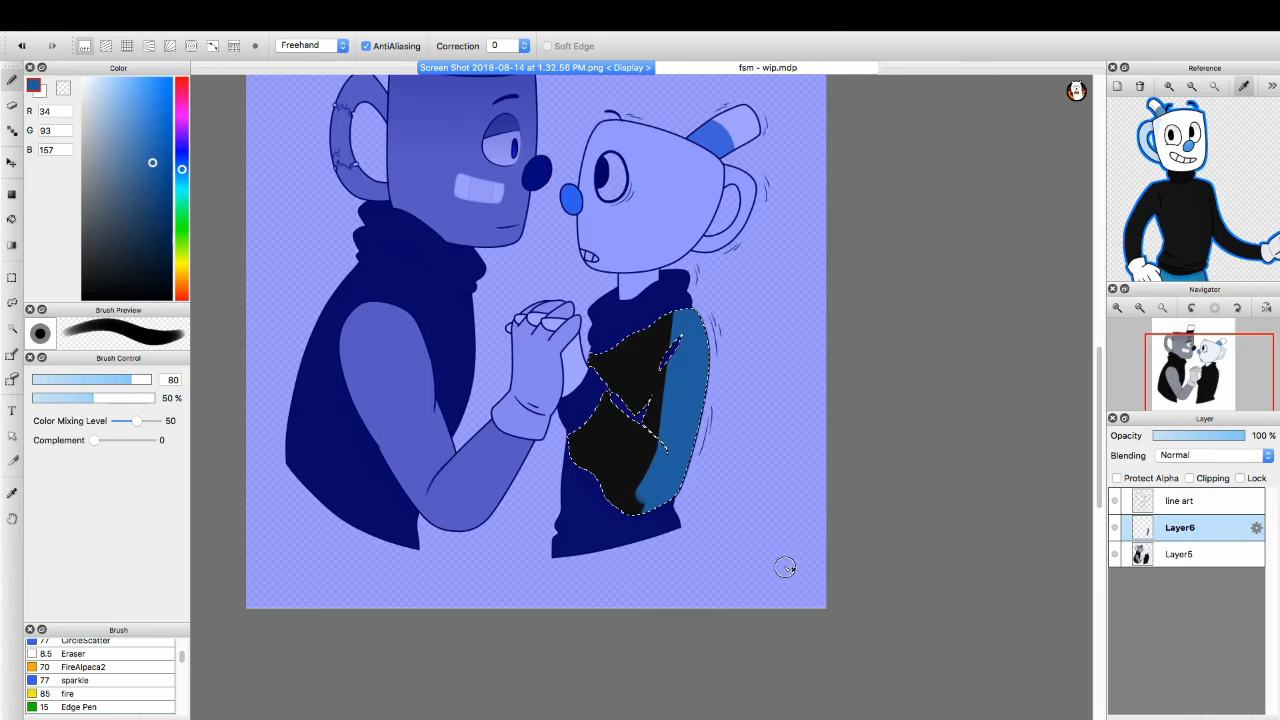 Freehand
AntiAliasing
Correction 0
Soft Edge
Screen Shot 2018-08-14 at 1.32.56 PM.png < Display >
fsm - wip.mdp
Color
R 34
G 93
B 157
Brush Preview
Brush Control
80
50 %
Color Mixing Level 50
Complement 0
Brush
77 CircleScatter
8.5 Eraser
70 FireAlpaca2
77 sparkle
85 fire
15 Edge Pen
Reference
Navigator
Layer
Opacity 100 %
Blending Normal
Protect Alpha Clipping Lock
line art
Layer6
Layer5